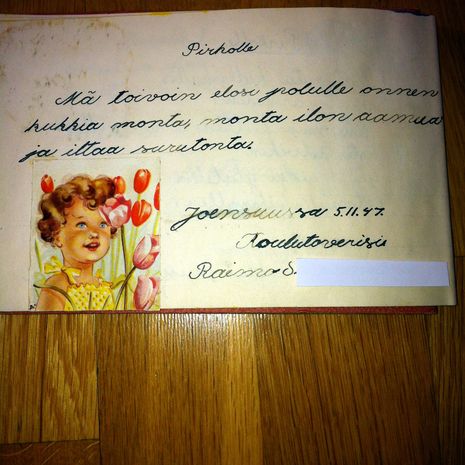 Pirkolle
Mä toivoin elosi polulle onnen
kukkia monta, monta ilon aamua
ja iltaa surutonta.
Joensuussa 5.11.47.
Koulutoverisi
Raimo S.